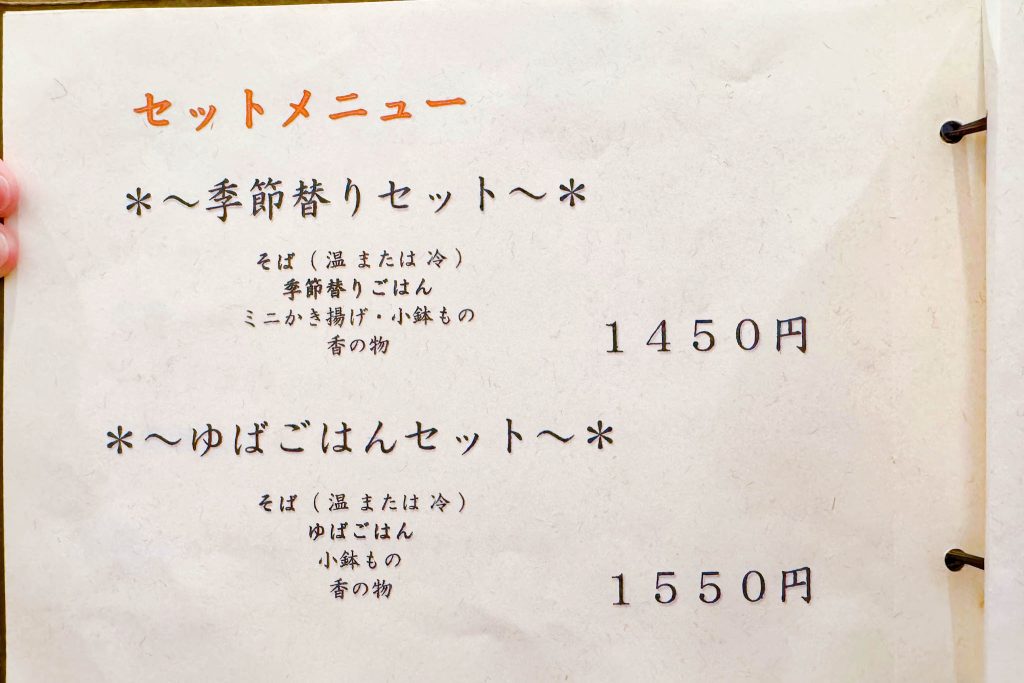 セットメニュー
＊～季節替りセット～＊
そば（温 または 冷）
季節替りごはん
ミニかき揚げ・小鉢もの
香の物
１４５０円
＊～ゆばごはんセット～＊
そば（温 または 冷）
ゆばごはん
小鉢もの
香の物
１５５０円